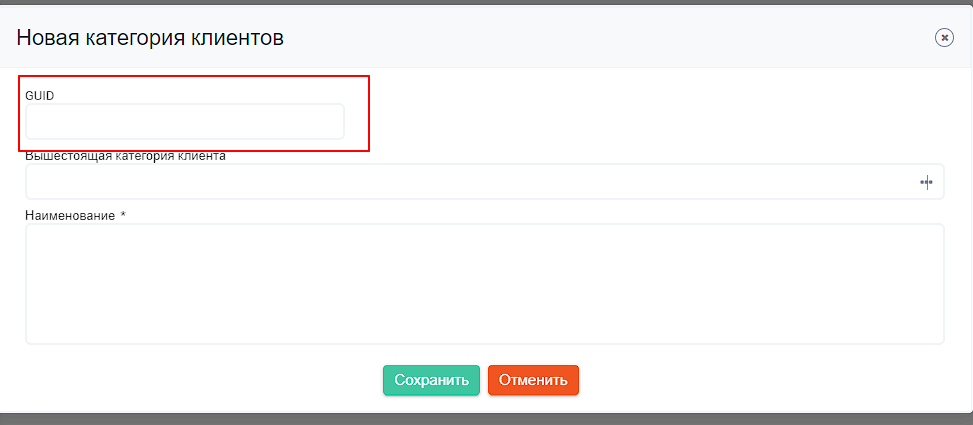 Новая категория клиентов
GUID
Вышестоящая категория клиента
Наименование *
Сохранить Отменить